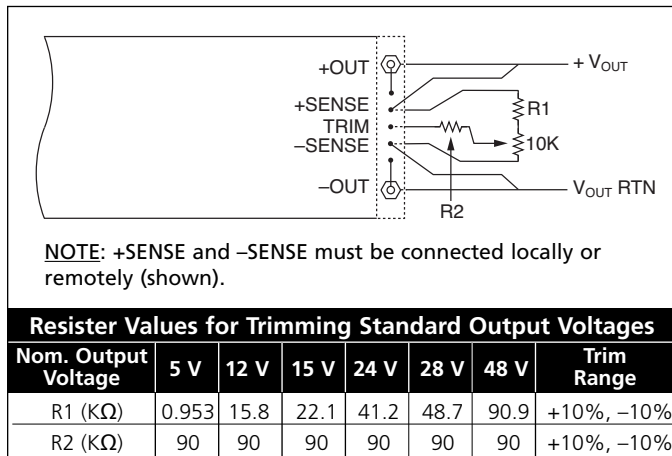 +OUT
+ VOUT
+SENSE
R1
TRIM
10K
–SENSE
–OUT
VOUT RTN
R2
NOTE: +SENSE and –SENSE must be connected locally or
remotely (shown).
Resister Values for Trimming Standard Output Voltages
Nom. Output Voltage 5 V 12 V 15 V 24 V 28 V 48 V Trim Range
R1 (KΩ) 0.953 15.8 22.1 41.2 48.7 90.9 +10%, –10%
R2 (KΩ) 90 90 90 90 90 90 +10%, –10%